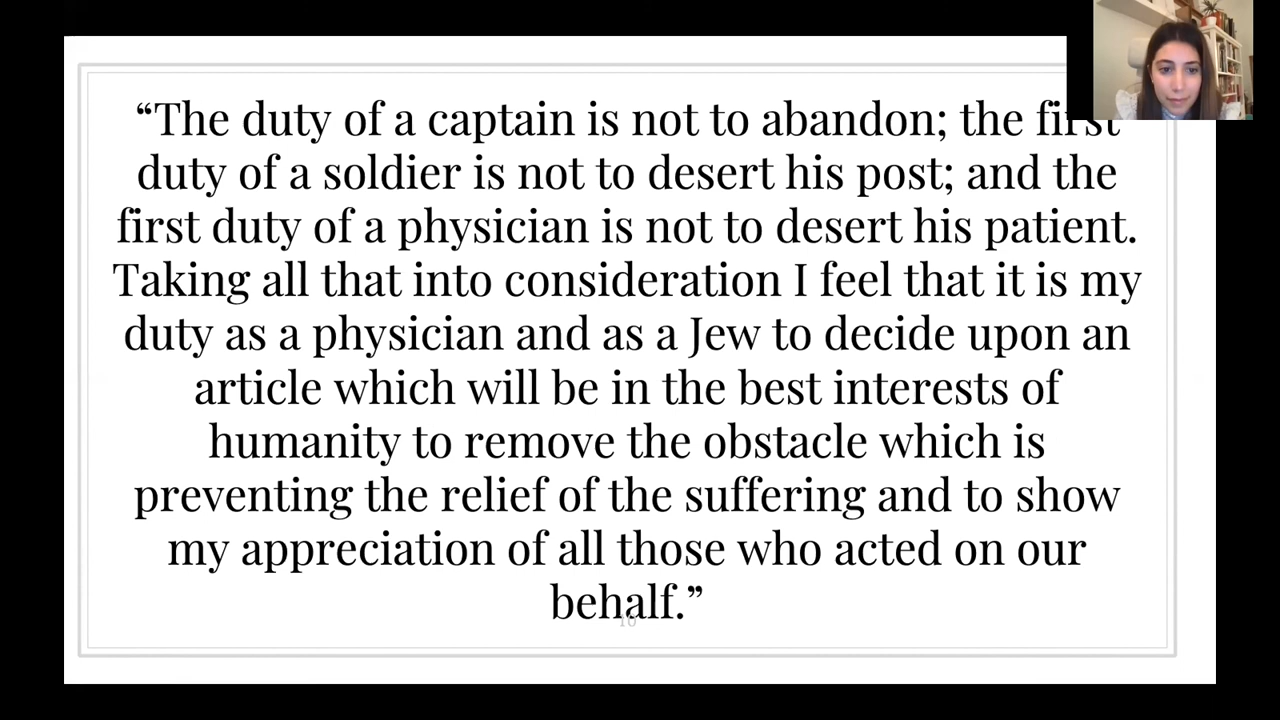 “The duty of a captain is not to abandon; the first
duty of a soldier is not to desert his post; and the
first duty of a physician is not to desert his patient.
Taking all that into consideration I feel that it is my
duty as a physician and as a Jew to decide upon an
article which will be in the best interests of
humanity to remove the obstacle which is
preventing the relief of the suffering and to show
my appreciation of all those who acted on our
behalf.”
10